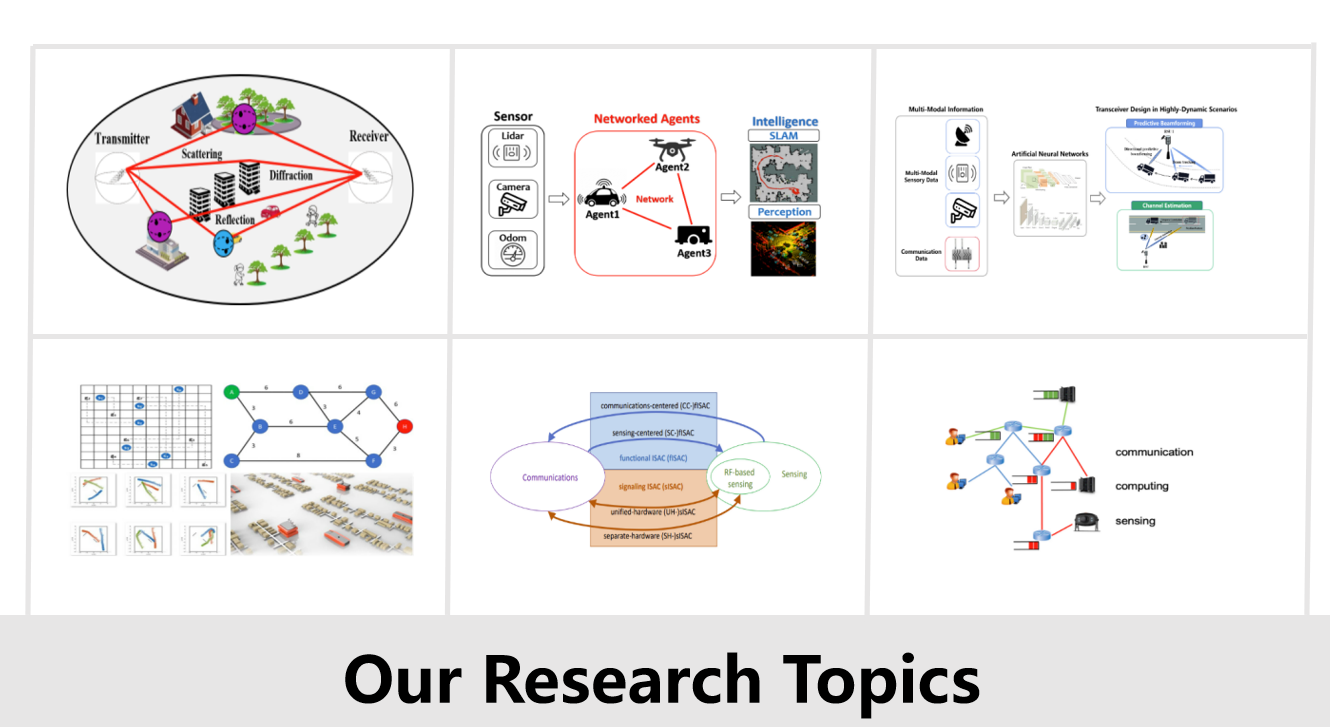 Transmitter
Receiver
Scattering
Diffraction
Reflection
Sensor
Lidar
Camera
Odom
Networked Agents
Agent2
Network
Agent1
Agent3
Intelligence
SLAM
Perception
Multi-Modal Information
Multi-Modal
Sensory Data
Communication
Data
Artificial Neural Networks
Transceiver Design in Highly-Dynamic Scenarios
Predictive Beamforming
Channel Estimation
A
6
D
6
G
3
3
4
6
B
6
E
H
3
5
3
C
8
F
communications-centered (CC-)fISAC
sensing-centered (SC-)fISAC
functional ISAC (fISAC)
Communications
RF-based
sensing
Sensing
signaling ISAC (sISAC)
unified-hardware (UH-)sISAC
separate-hardware (SH-)sISAC
communication
computing
sensing
Our Research Topics